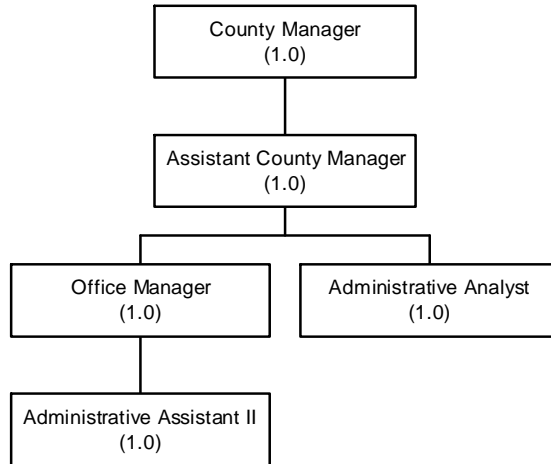 County Manager
(1.0)
Assistant County Manager
(1.0)
Office Manager
(1.0)
Administrative Analyst
(1.0)
Administrative Assistant II
(1.0)